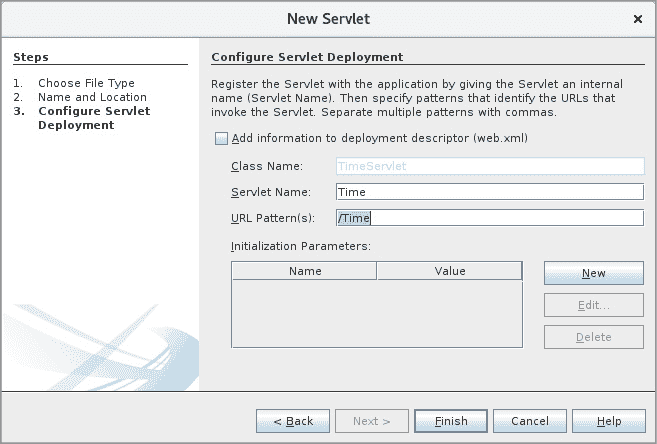 New Servlet
×
Steps
1. Choose File Type
2. Name and Location
3. Configure Servlet
Deployment
Configure Servlet Deployment
Register the Servlet with the application by giving the Servlet an internal
name (Servlet Name). Then specify patterns that identify the URLs that
invoke the Servlet. Separate multiple patterns with commas.
Add information to deployment descriptor (web.xml)
Class Name: TimeServlet
Servlet Name: Time
URL Pattern(s): /Time
Initialization Parameters:
Name Value
New
Edit...
Delete
< Back Next > Finish Cancel Help